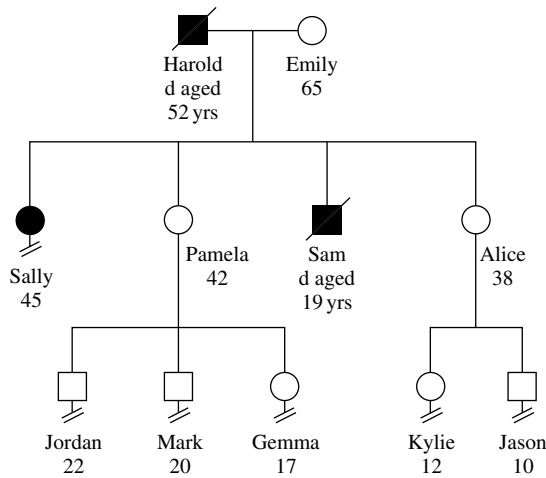 Harold
d aged
52 yrs
Emily
65
Sally
45
Pamela
42
Sam
d aged
19 yrs
Alice
38
Jordan
22
Mark
20
Gemma
17
Kylie
12
Jason
10